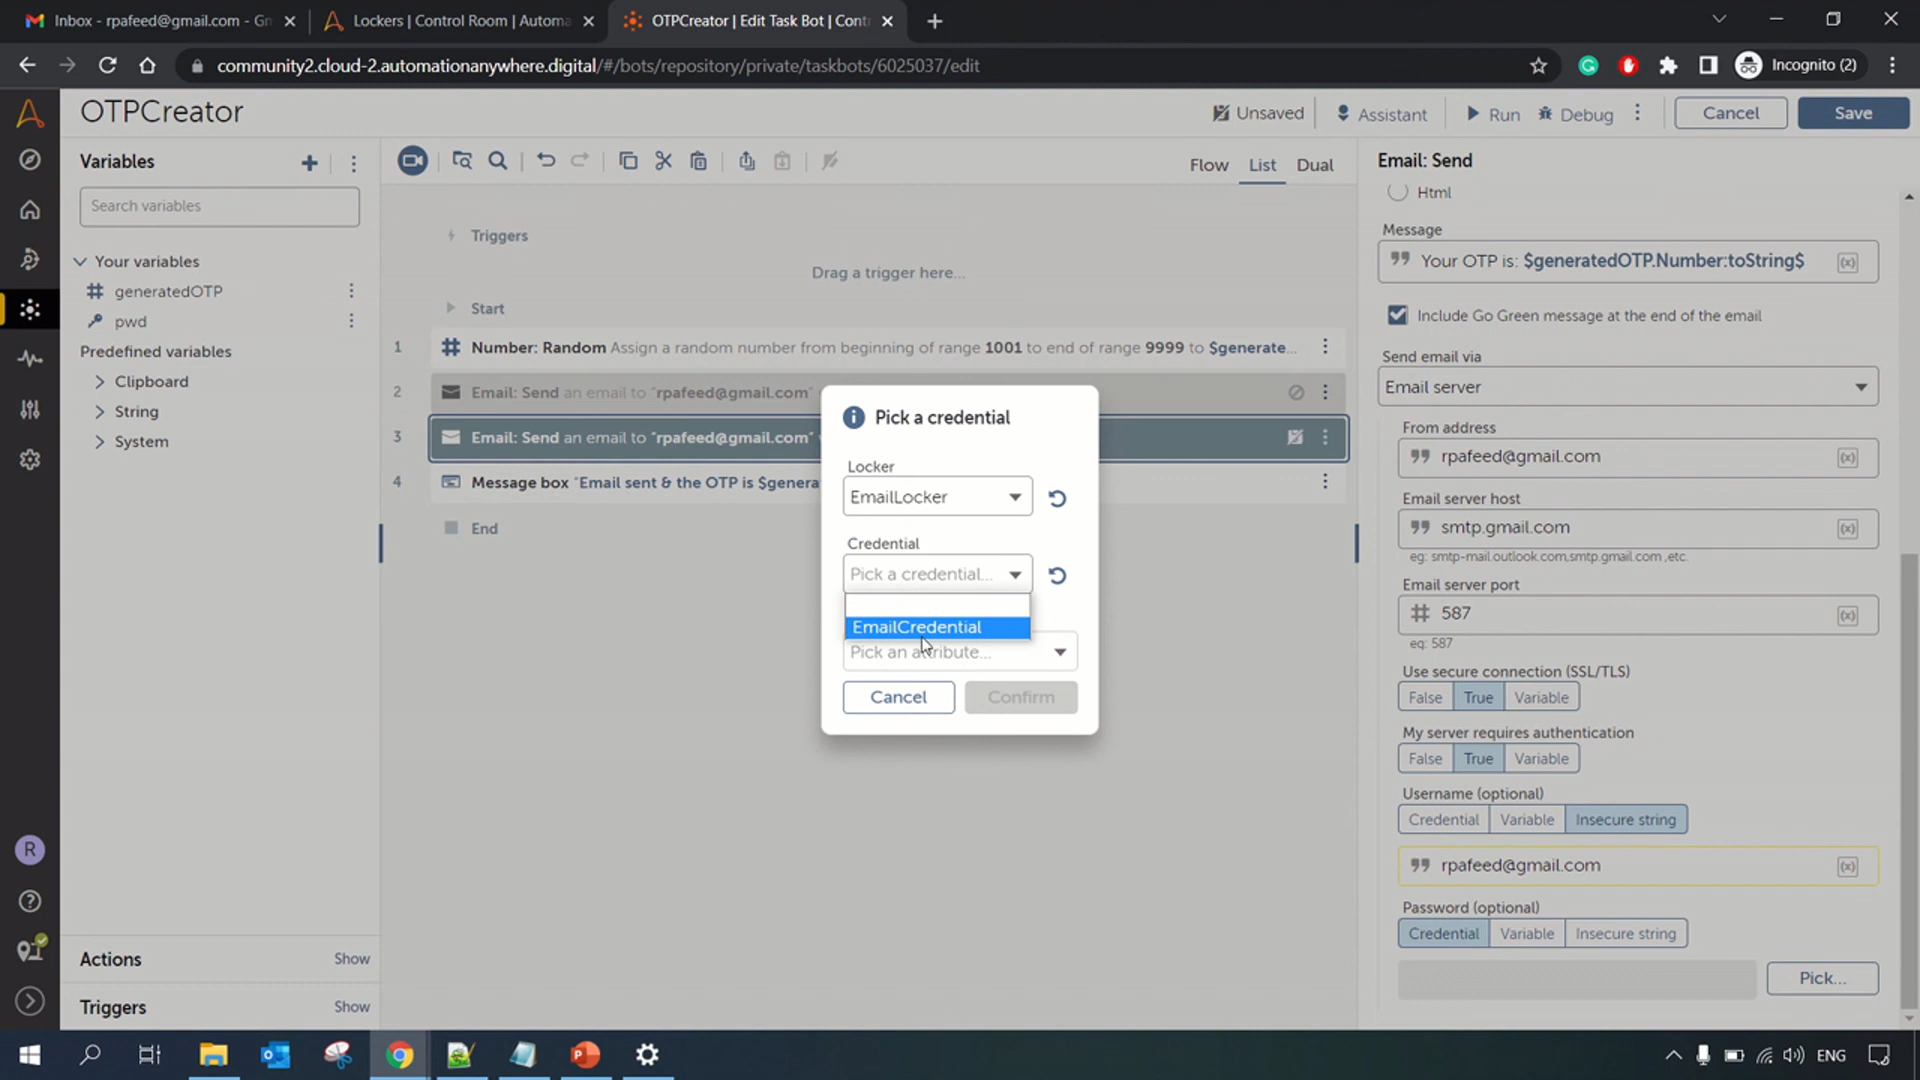 Inbox - rpafeed@gmail.com - Gm
Lockers | Control Room | Automa
OTPCreator | Edit Task Bot | Cont
community2.cloud-2.automationanywhere.digital/#/bots/repository/private/taskbots/6025037/edit
Incognito (2)
OTPCreator
Unsaved
Assistant
Run
Debug
Cancel
Save
Variables
Flow
List
Dual
Email: Send
Html
Search variables
Message
Your OTP is: $generatedOTP.Number:toString$
Triggers
Drag a trigger here...
Your variables
generatedOTP
pwd
Predefined variables
Clipboard
String
System
Include Go Green message at the end of the email
Start
1 Number: Random Assign a random number from beginning of range 1001 to end of range 9999 to $generate...
2 Email: Send an email to "rpafeed@gmail.com"
3 Email: Send an email to "rpafeed@gmail.com"
4 Message box "Email sent & the OTP is $genera
End
Pick a credential
Locker
EmailLocker
Credential
Pick a credential...
EmailCredential
Pick an attribute...
Cancel
Confirm
Send email via
Email server
From address
rpafeed@gmail.com
Email server host
smtp.gmail.com
eg: smtp-mail.outlook.com,smtp.gmail.com ,etc.
Email server port
587
eg: 587
Use secure connection (SSL/TLS)
False True Variable
My server requires authentication
False True Variable
Username (optional)
Credential Variable Insecure string
rpafeed@gmail.com
Password (optional)
Credential Variable Insecure string
Pick...
R
Actions
Show
Triggers
Show
ENG